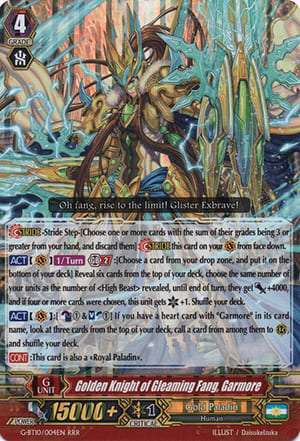 4
GRADE
Oh fang, rise to the limit! Glister Exbrave!
STRIDE -Stride Step-[Choose one or more cards with the sum of their grades being 3 or
greater from your hand, and discard them] STRIDE this card on your from face down.
ACT [ ] 1/Turn [ 2 :[Choose a card from your drop zone, and put it on the
bottom of your deck] Reveal six cards from the top of your deck, choose the same number
of your units as the number of <High Beast> revealed, until end of turn, they get +4000,
and if four or more cards were chosen, this unit gets +1. Shuffle your deck.
ACT [ ]: [ & ] If you have a heart card with "Garmore" in its card
name, look at three cards from the top of your deck, call a card from among them to
and shuffle your deck.
CONT :This card is also a «Royal Paladin».
G
UNIT
Golden Knight of Gleaming Fang, Garmore
POWER
15000+
1
CRITICAL
Gold Paladin
Human
G-BT10/004EN RRR
ILLUST / DaisukeIzuka